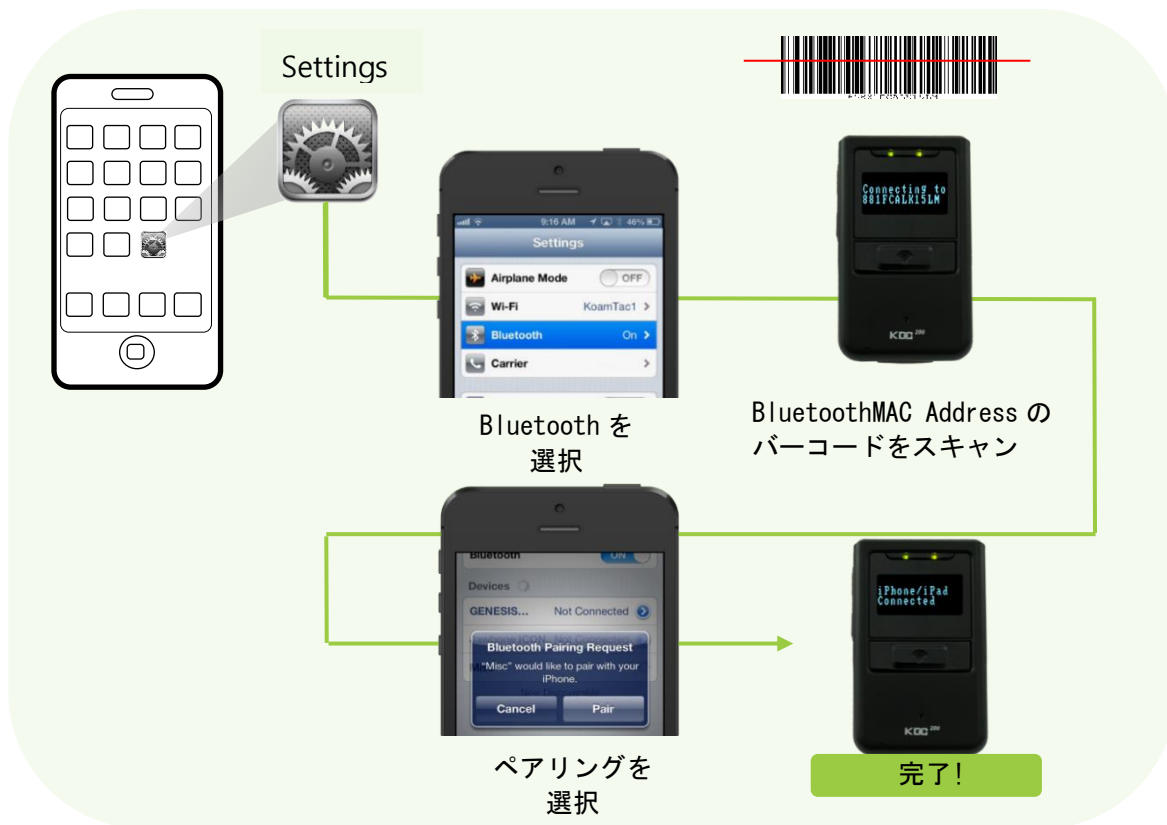 Settings
9:16 AM
46%
Settings
Airplane Mode
OFF
Wi-Fi
KoamTac1
Bluetooth
On
Carrier
Bluetooth を
選択
Connecting to
881FCALK15LM
KDC 200
BluetoothMAC Address の
バーコードをスキャン
Bluetooth
ON
Devices
GENESIS...
Not Connected
Bluetooth Pairing Request
"Misc" would like to pair with your
iPhone.
Cancel
Pair
ペアリングを
選択
iPhone/iPad
Connected
KDC 200
完了!